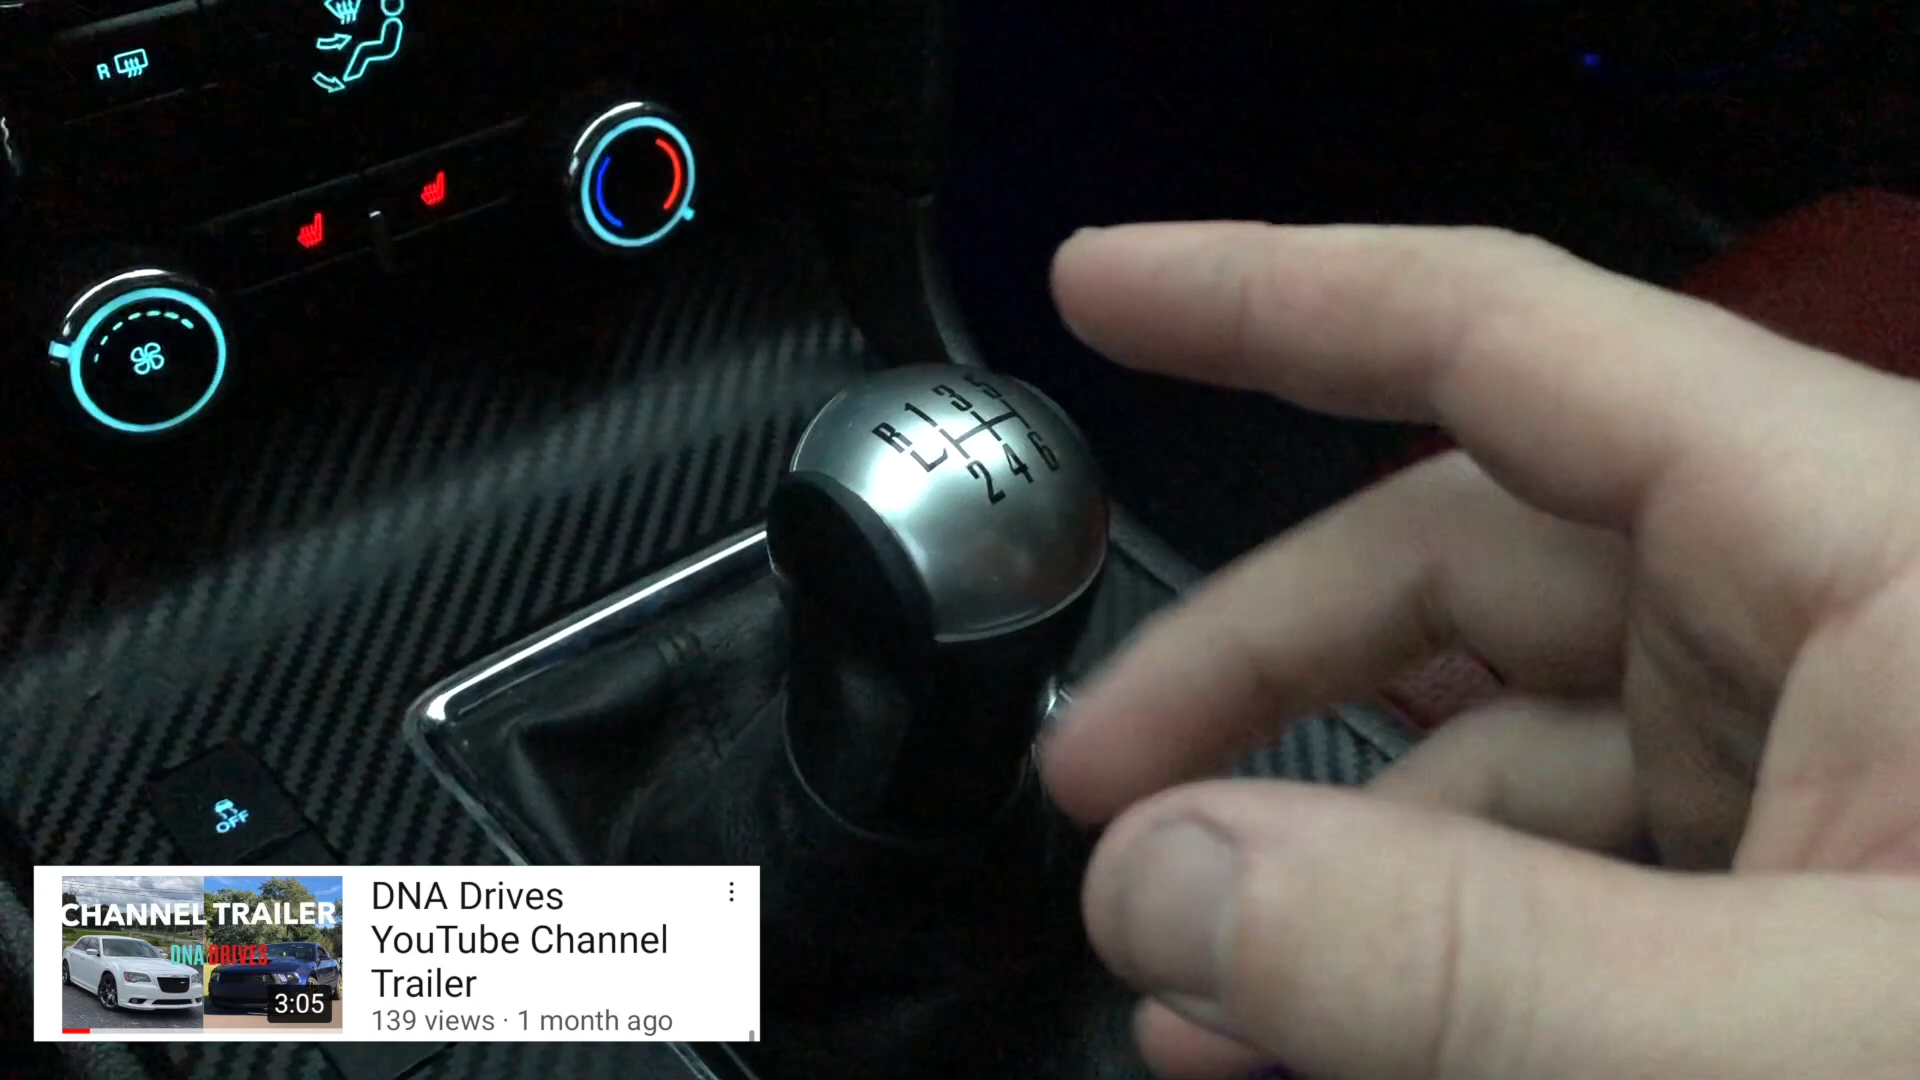 R
R 1 3 5
2 4 6
OFF
CHANNEL TRAILER
DNA DRIVES
3:05
DNA Drives
YouTube Channel
Trailer
139 views · 1 month ago